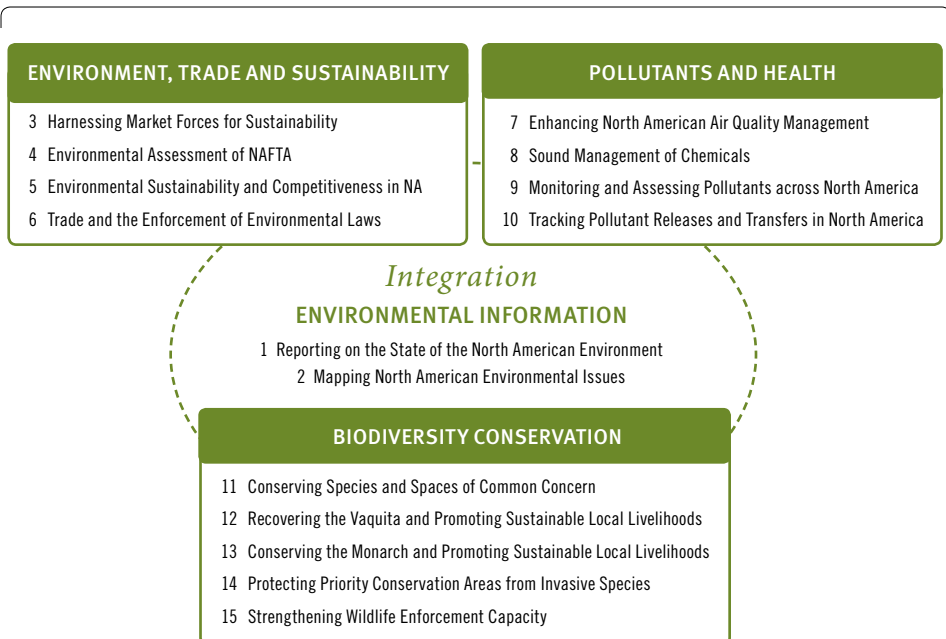 ENVIRONMENT, TRADE AND SUSTAINABILITY
3 Harnessing Market Forces for Sustainability
4 Environmental Assessment of NAFTA
5 Environmental Sustainability and Competitiveness in NA
6 Trade and the Enforcement of Environmental Laws
POLLUTANTS AND HEALTH
7 Enhancing North American Air Quality Management
8 Sound Management of Chemicals
9 Monitoring and Assessing Pollutants across North America
10 Tracking Pollutant Releases and Transfers in North America
Integration
ENVIRONMENTAL INFORMATION
1 Reporting on the State of the North American Environment
2 Mapping North American Environmental Issues
BIODIVERSITY CONSERVATION
11 Conserving Species and Spaces of Common Concern
12 Recovering the Vaquita and Promoting Sustainable Local Livelihoods
13 Conserving the Monarch and Promoting Sustainable Local Livelihoods
14 Protecting Priority Conservation Areas from Invasive Species
15 Strengthening Wildlife Enforcement Capacity